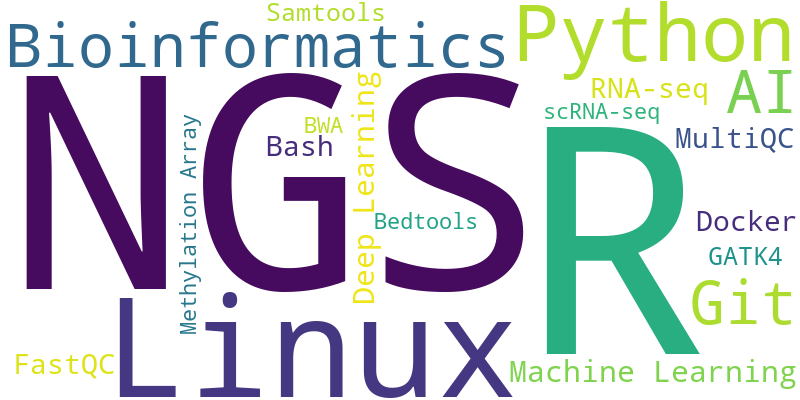 Samtools
Bioinformatics
Python
NGS
R
RNA-seq
AI
scRNA-seq
BWA
Bash
Deep Learning
Methylation Array
MultiQC
Bedtools
Docker
GATK4
Git
Linux
FastQC
Machine Learning